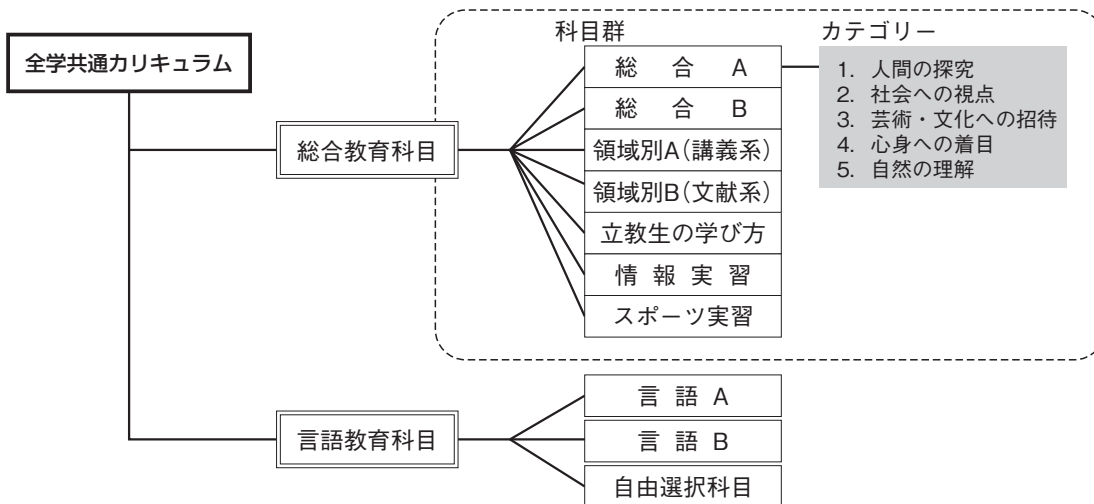 科目群
カテゴリー
全学共通カリキュラム
総合A
1. 人間の探究
2. 社会への視点
3. 芸術・文化への招待
4. 心身への着目
5. 自然の理解
総合B
総合教育科目
領域別A(講義系)
領域別B(文献系)
立教生の学び方
情報実習
スポーツ実習
言語A
言語教育科目
言語B
自由選択科目